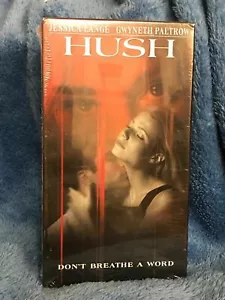 JESSICA LANGE GWYNETH PALTROW
HUSH
DON'T BREATHE A WORD